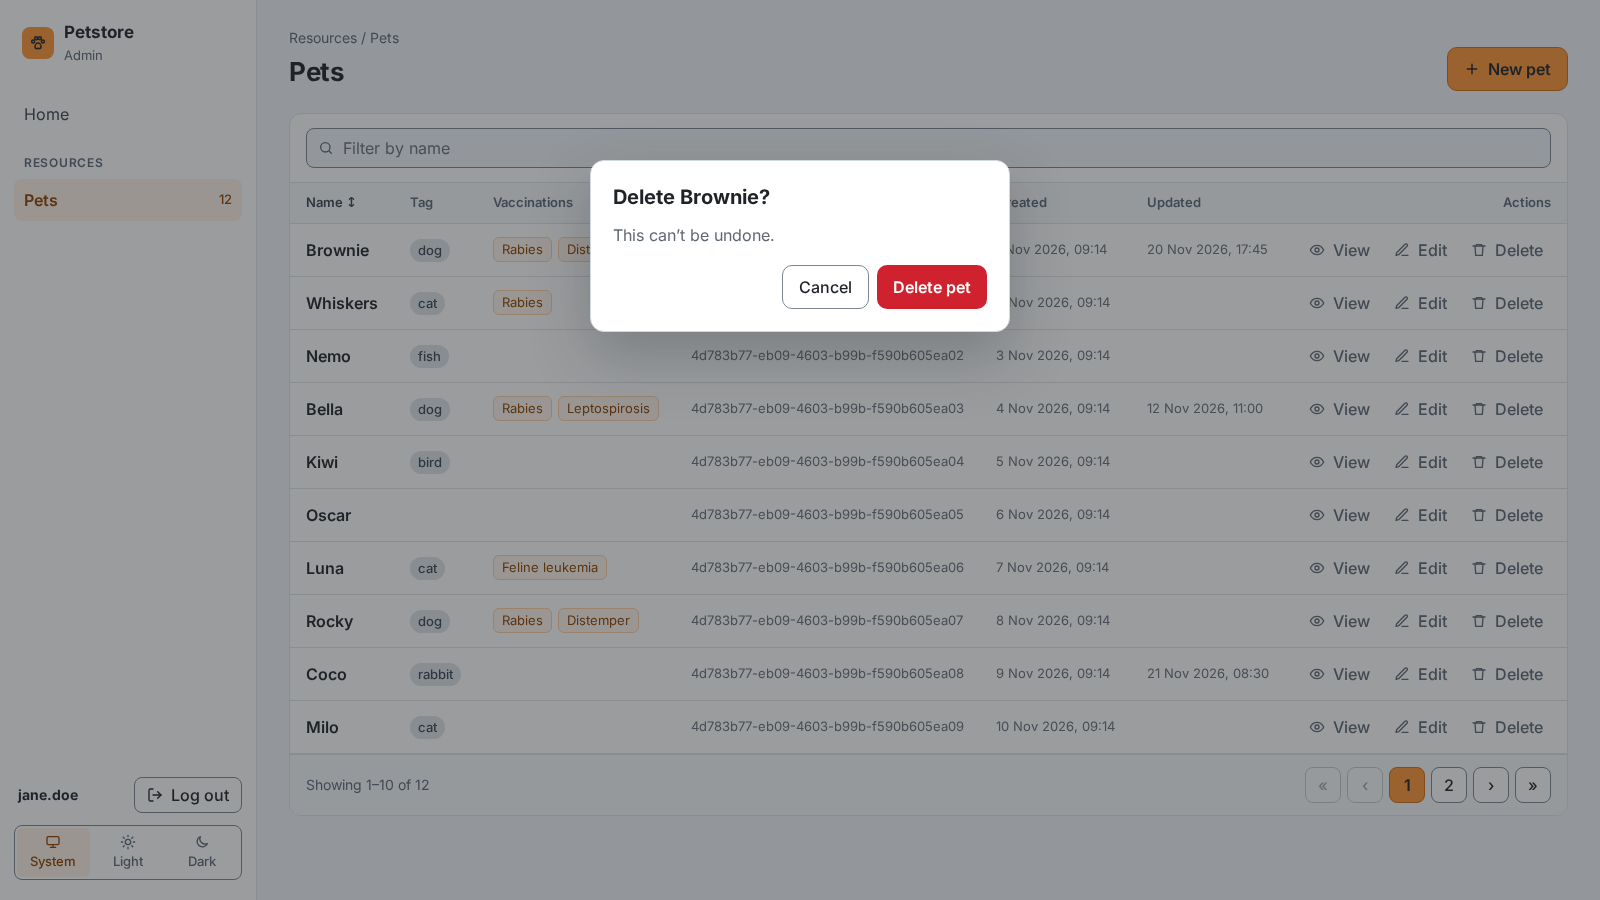 Petstore
Admin
Home
RESOURCES
Pets 12
jane.doe
Log out
System Light Dark
Resources / Pets
Pets
New pet
Filter by name
Name Tag Vaccinations Updated Actions
Brownie dog Rabies Nov 2026, 09:14 20 Nov 2026, 17:45 View Edit Delete
Whiskers cat Rabies Nov 2026, 09:14 View Edit Delete
Nemo fish 4d783b77-eb09-4603-b99b-f590b605ea02 3 Nov 2026, 09:14 View Edit Delete
Bella dog Rabies Leptospirosis 4d783b77-eb09-4603-b99b-f590b605ea03 4 Nov 2026, 09:14 12 Nov 2026, 11:00 View Edit Delete
Kiwi bird 4d783b77-eb09-4603-b99b-f590b605ea04 5 Nov 2026, 09:14 View Edit Delete
Oscar 4d783b77-eb09-4603-b99b-f590b605ea05 6 Nov 2026, 09:14 View Edit Delete
Luna cat Feline leukemia 4d783b77-eb09-4603-b99b-f590b605ea06 7 Nov 2026, 09:14 View Edit Delete
Rocky dog Rabies Distemper 4d783b77-eb09-4603-b99b-f590b605ea07 8 Nov 2026, 09:14 View Edit Delete
Coco rabbit 4d783b77-eb09-4603-b99b-f590b605ea08 9 Nov 2026, 09:14 21 Nov 2026, 08:30 View Edit Delete
Milo cat 4d783b77-eb09-4603-b99b-f590b605ea09 10 Nov 2026, 09:14 View Edit Delete
Showing 1–10 of 12
« ‹ 1 2 › »
Delete Brownie?
This can’t be undone.
Cancel Delete pet